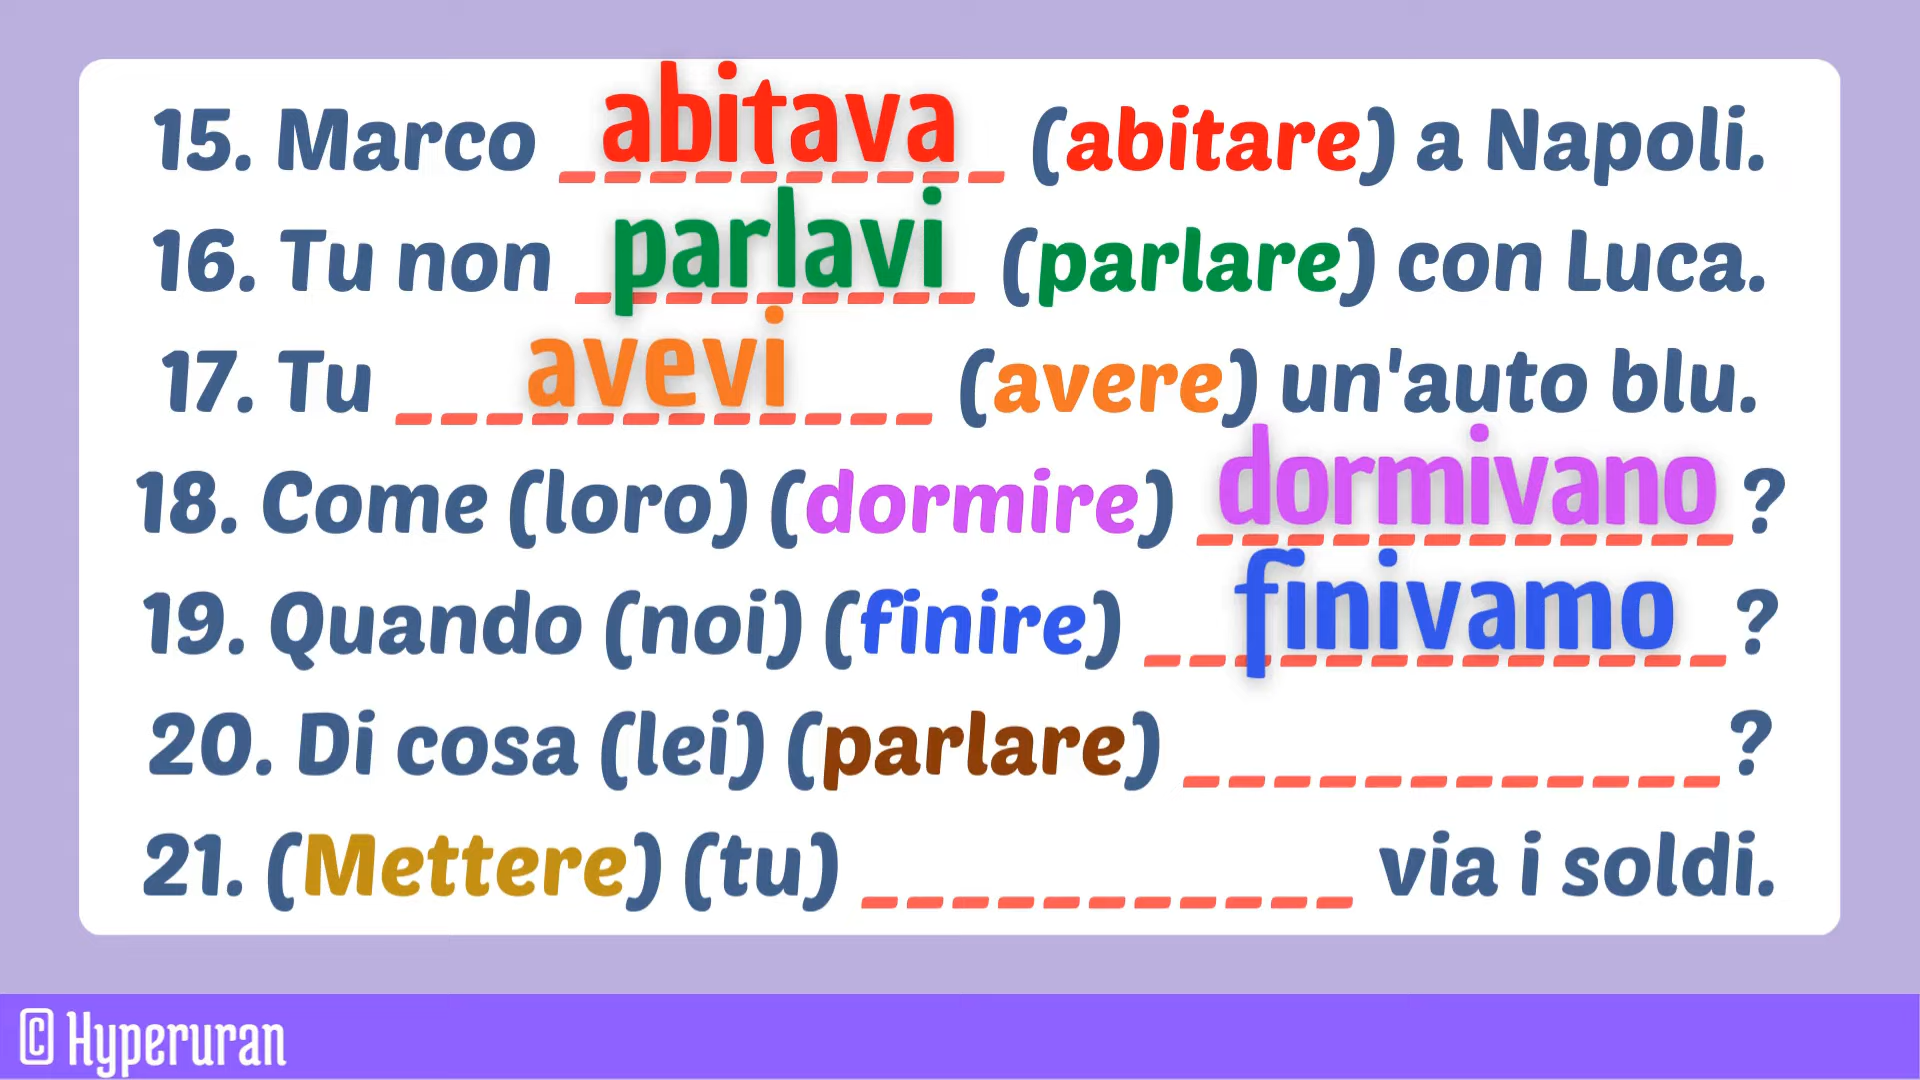 15. Marco abitava (abitare) a Napoli.
16. Tu non parlavi (parlare) con Luca.
17. Tu avevi (avere) un'auto blu.
18. Come (loro) (dormire) dormivano ?
19. Quando (noi) (finire) finivamo ?
20. Di cosa (lei) (parlare) ____________ ?
21. (Mettere) (tu) ___________ via i soldi.
© Hyperuran